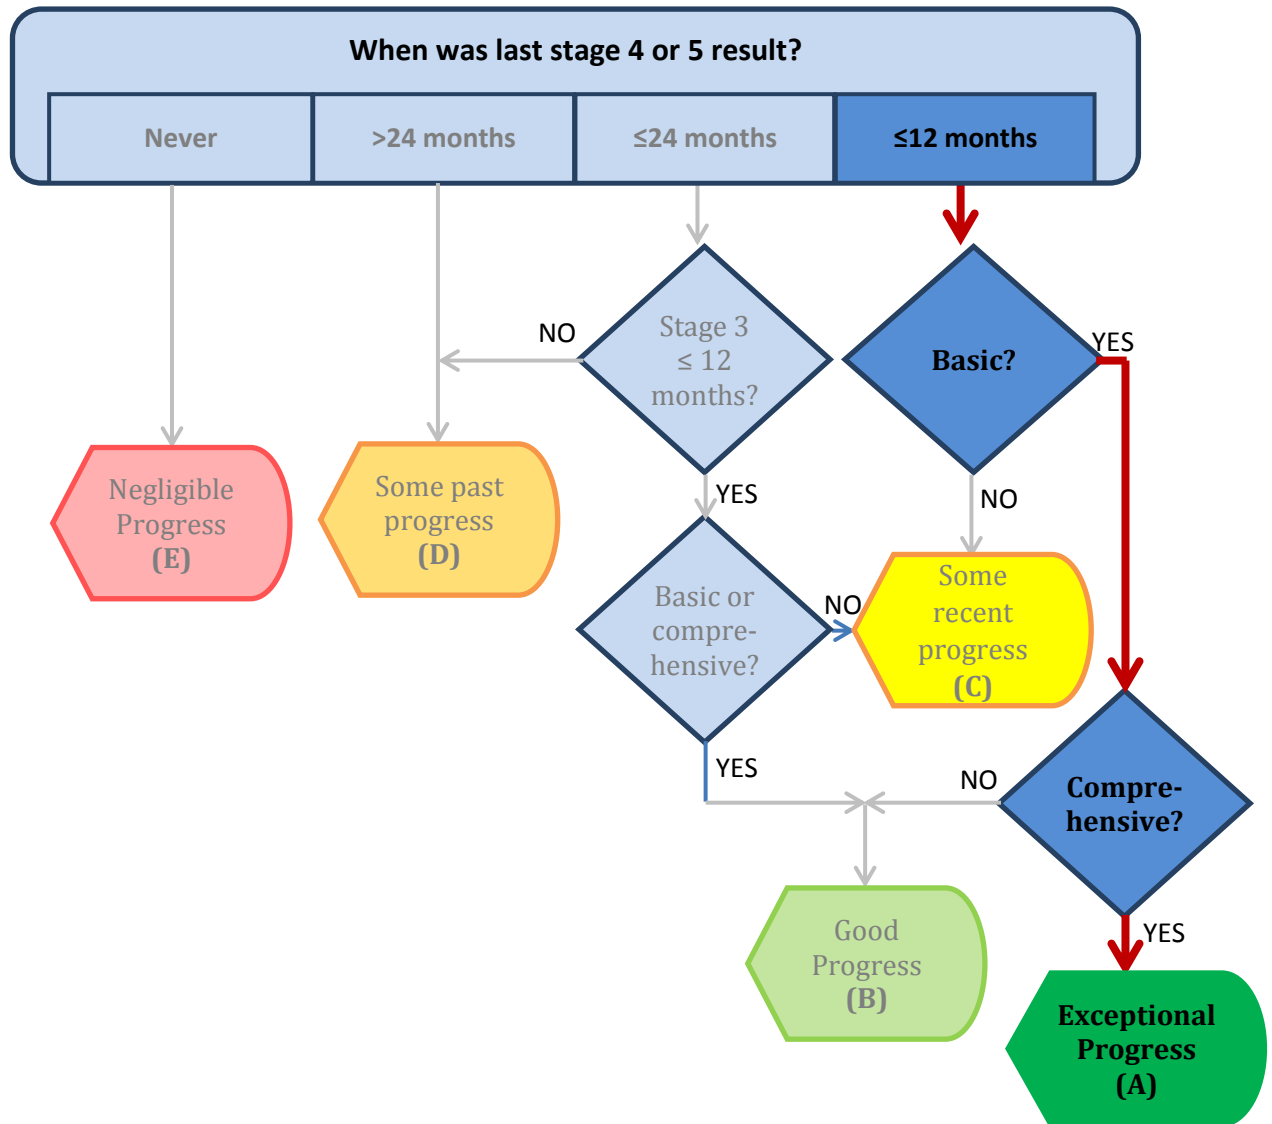 When was last stage 4 or 5 result?
Never
>24 months
≤24 months
≤12 months
NO
Stage 3
≤ 12
months?
Basic?
YES
Negligible
Progress
(E)
Some past
progress
(D)
YES
NO
Basic or
compre-
hensive?
NO
Some
recent
progress
(C)
YES
NO
Compre-
hensive?
Good
Progress
(B)
YES
Exceptional
Progress
(A)